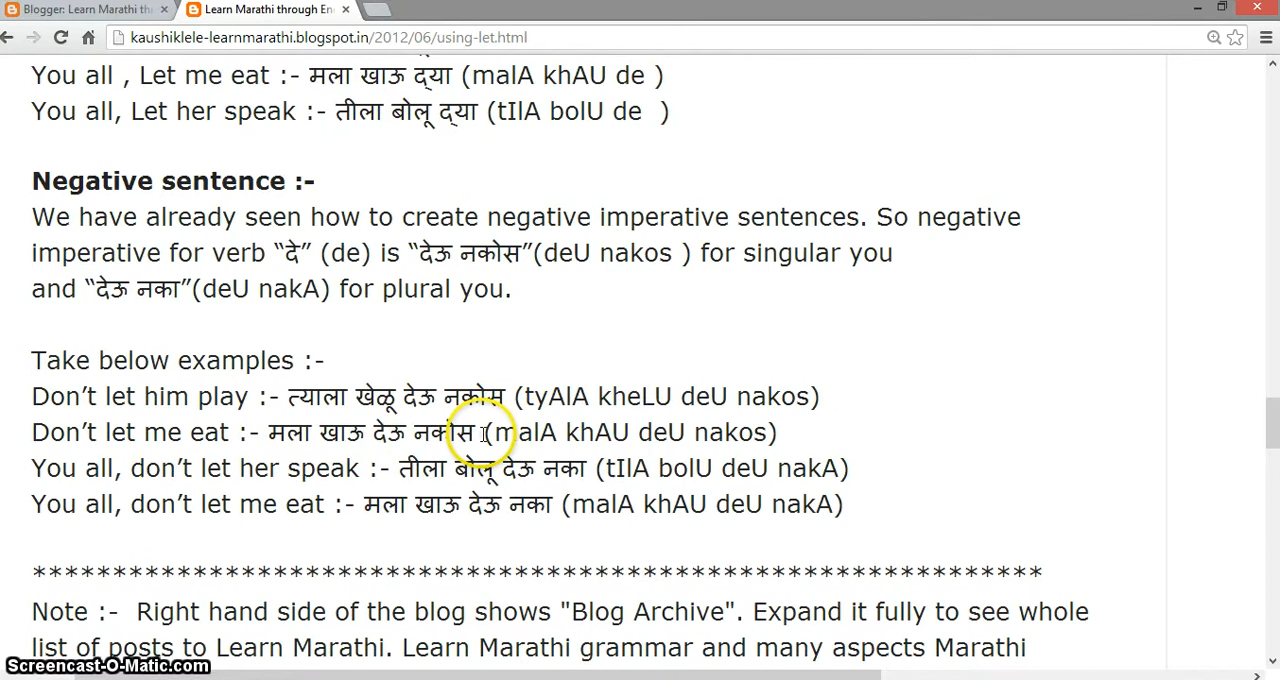 Blogger: Learn Marathi th
Learn Marathi through En
kaushiklele-learnmarathi.blogspot.in/2012/06/using-let.html
You all , Let me eat :- मला खाऊ द्या (malA khAU de )
You all, Let her speak :- तीला बोलू द्या (tIlA bolU de )
Negative sentence :-
We have already seen how to create negative imperative sentences. So negative
imperative for verb “दे” (de) is “देऊ नकोस”(deU nakos ) for singular you
and “देऊ नका”(deU nakA) for plural you.
Take below examples :-
Don’t let him play :- त्याला खेळू देऊ नकोस (tyAlA kheLU deU nakos)
Don’t let me eat :- मला खाऊ देऊ नकोस (malA khAU deU nakos)
You all, don’t let her speak :- तीला बोलू देऊ नका (tIlA bolU deU nakA)
You all, don’t let me eat :- मला खाऊ देऊ नका (malA khAU deU nakA)
***************************************************************
Note :- Right hand side of the blog shows "Blog Archive". Expand it fully to see whole
list of posts to Learn Marathi. Learn Marathi grammar and many aspects Marathi
Screencast-O-Matic.com